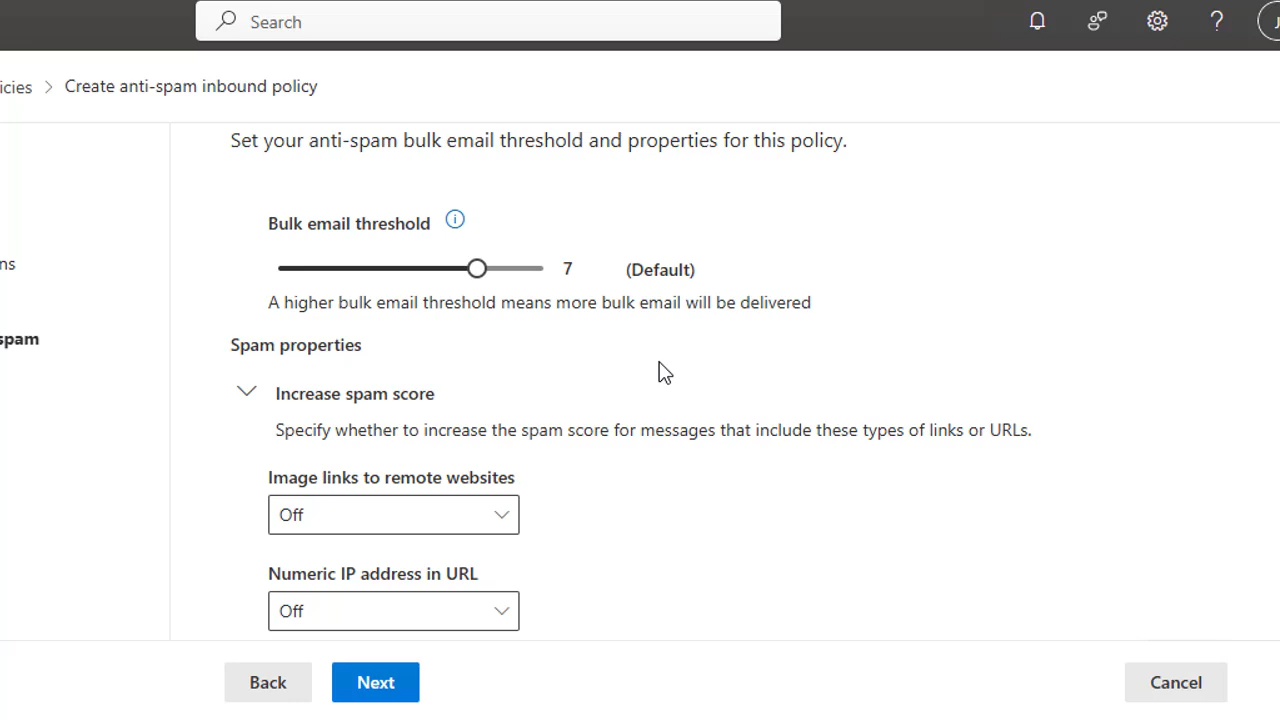 Search
J
icies > Create anti-spam inbound policy
Set your anti-spam bulk email threshold and properties for this policy.
Bulk email threshold
7 (Default)
A higher bulk email threshold means more bulk email will be delivered
ns
spam
Spam properties
Increase spam score
Specify whether to increase the spam score for messages that include these types of links or URLs.
Image links to remote websites
Off
Numeric IP address in URL
Off
Back Next Cancel